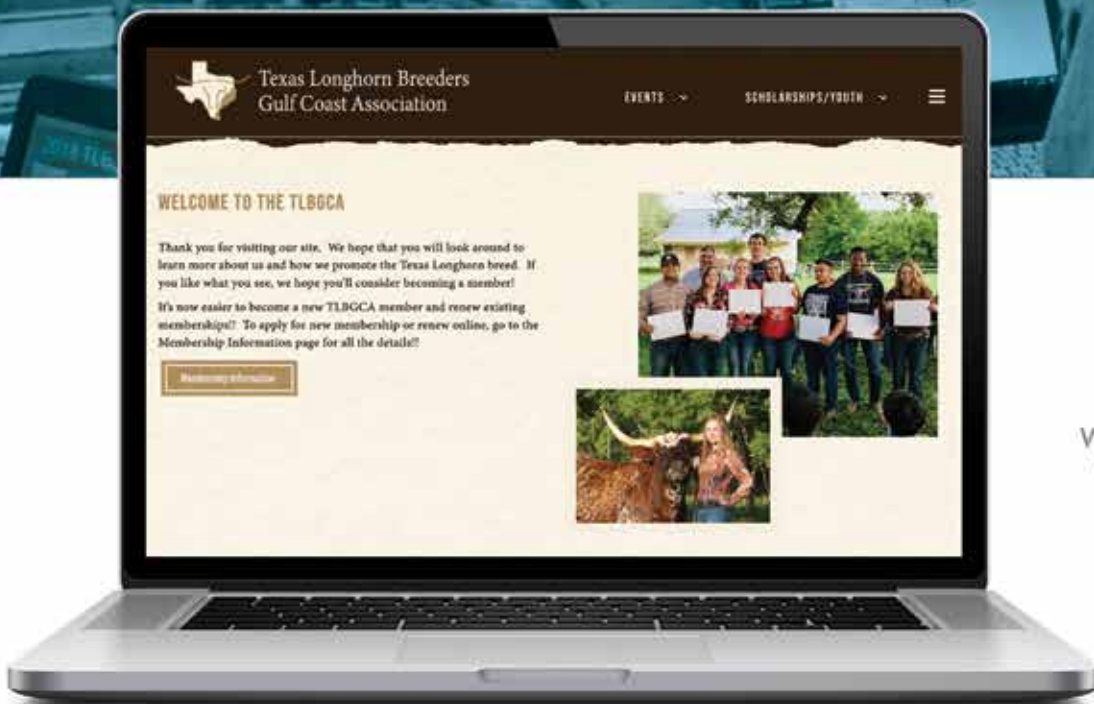 Texas Longhorn Breeders
Gulf Coast Association
EVENTS
SCHOLARSHIPS/YOUTH
WELCOME TO THE TLBGCA
Thank you for visiting our site. We hope that you will look around to
learn more about us and how we promote the Texas Longhorn breed. If
you like what you see, we hope you'll consider becoming a member!
It's now easier to become a new TLBGCA member and renew existing
memberships!! To apply for new membership or renew online, go to the
Membership Information page for all the details!!
Membership Information